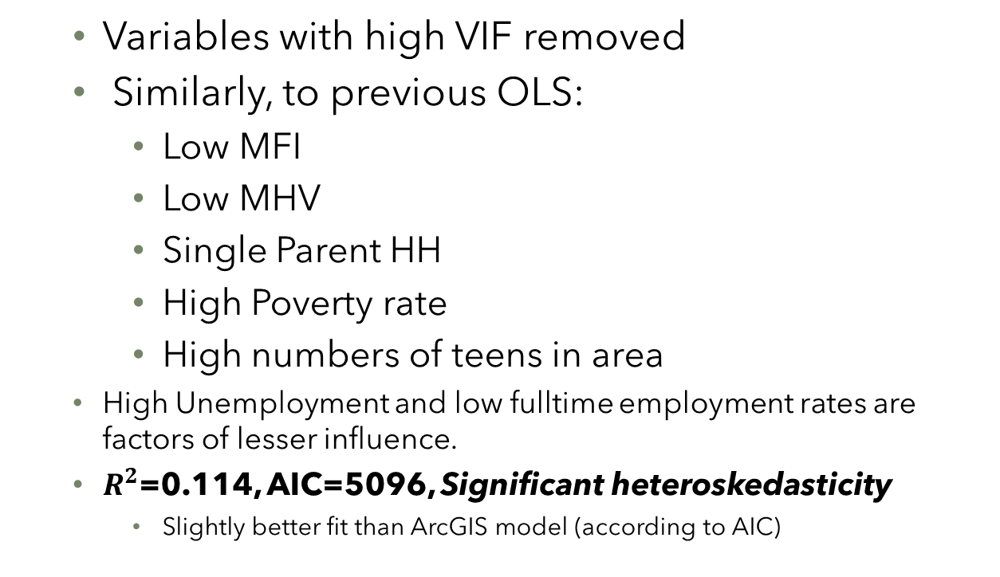 • Variables with high VIF removed
• Similarly, to previous OLS:
• Low MFI
• Low MHV
• Single Parent HH
• High Poverty rate
• High numbers of teens in area
• High Unemployment and low fulltime employment rates are
factors of lesser influence.
• R²=0.114, AIC=5096, Significant heteroskedasticity
• Slightly better fit than ArcGIS model (according to AIC)